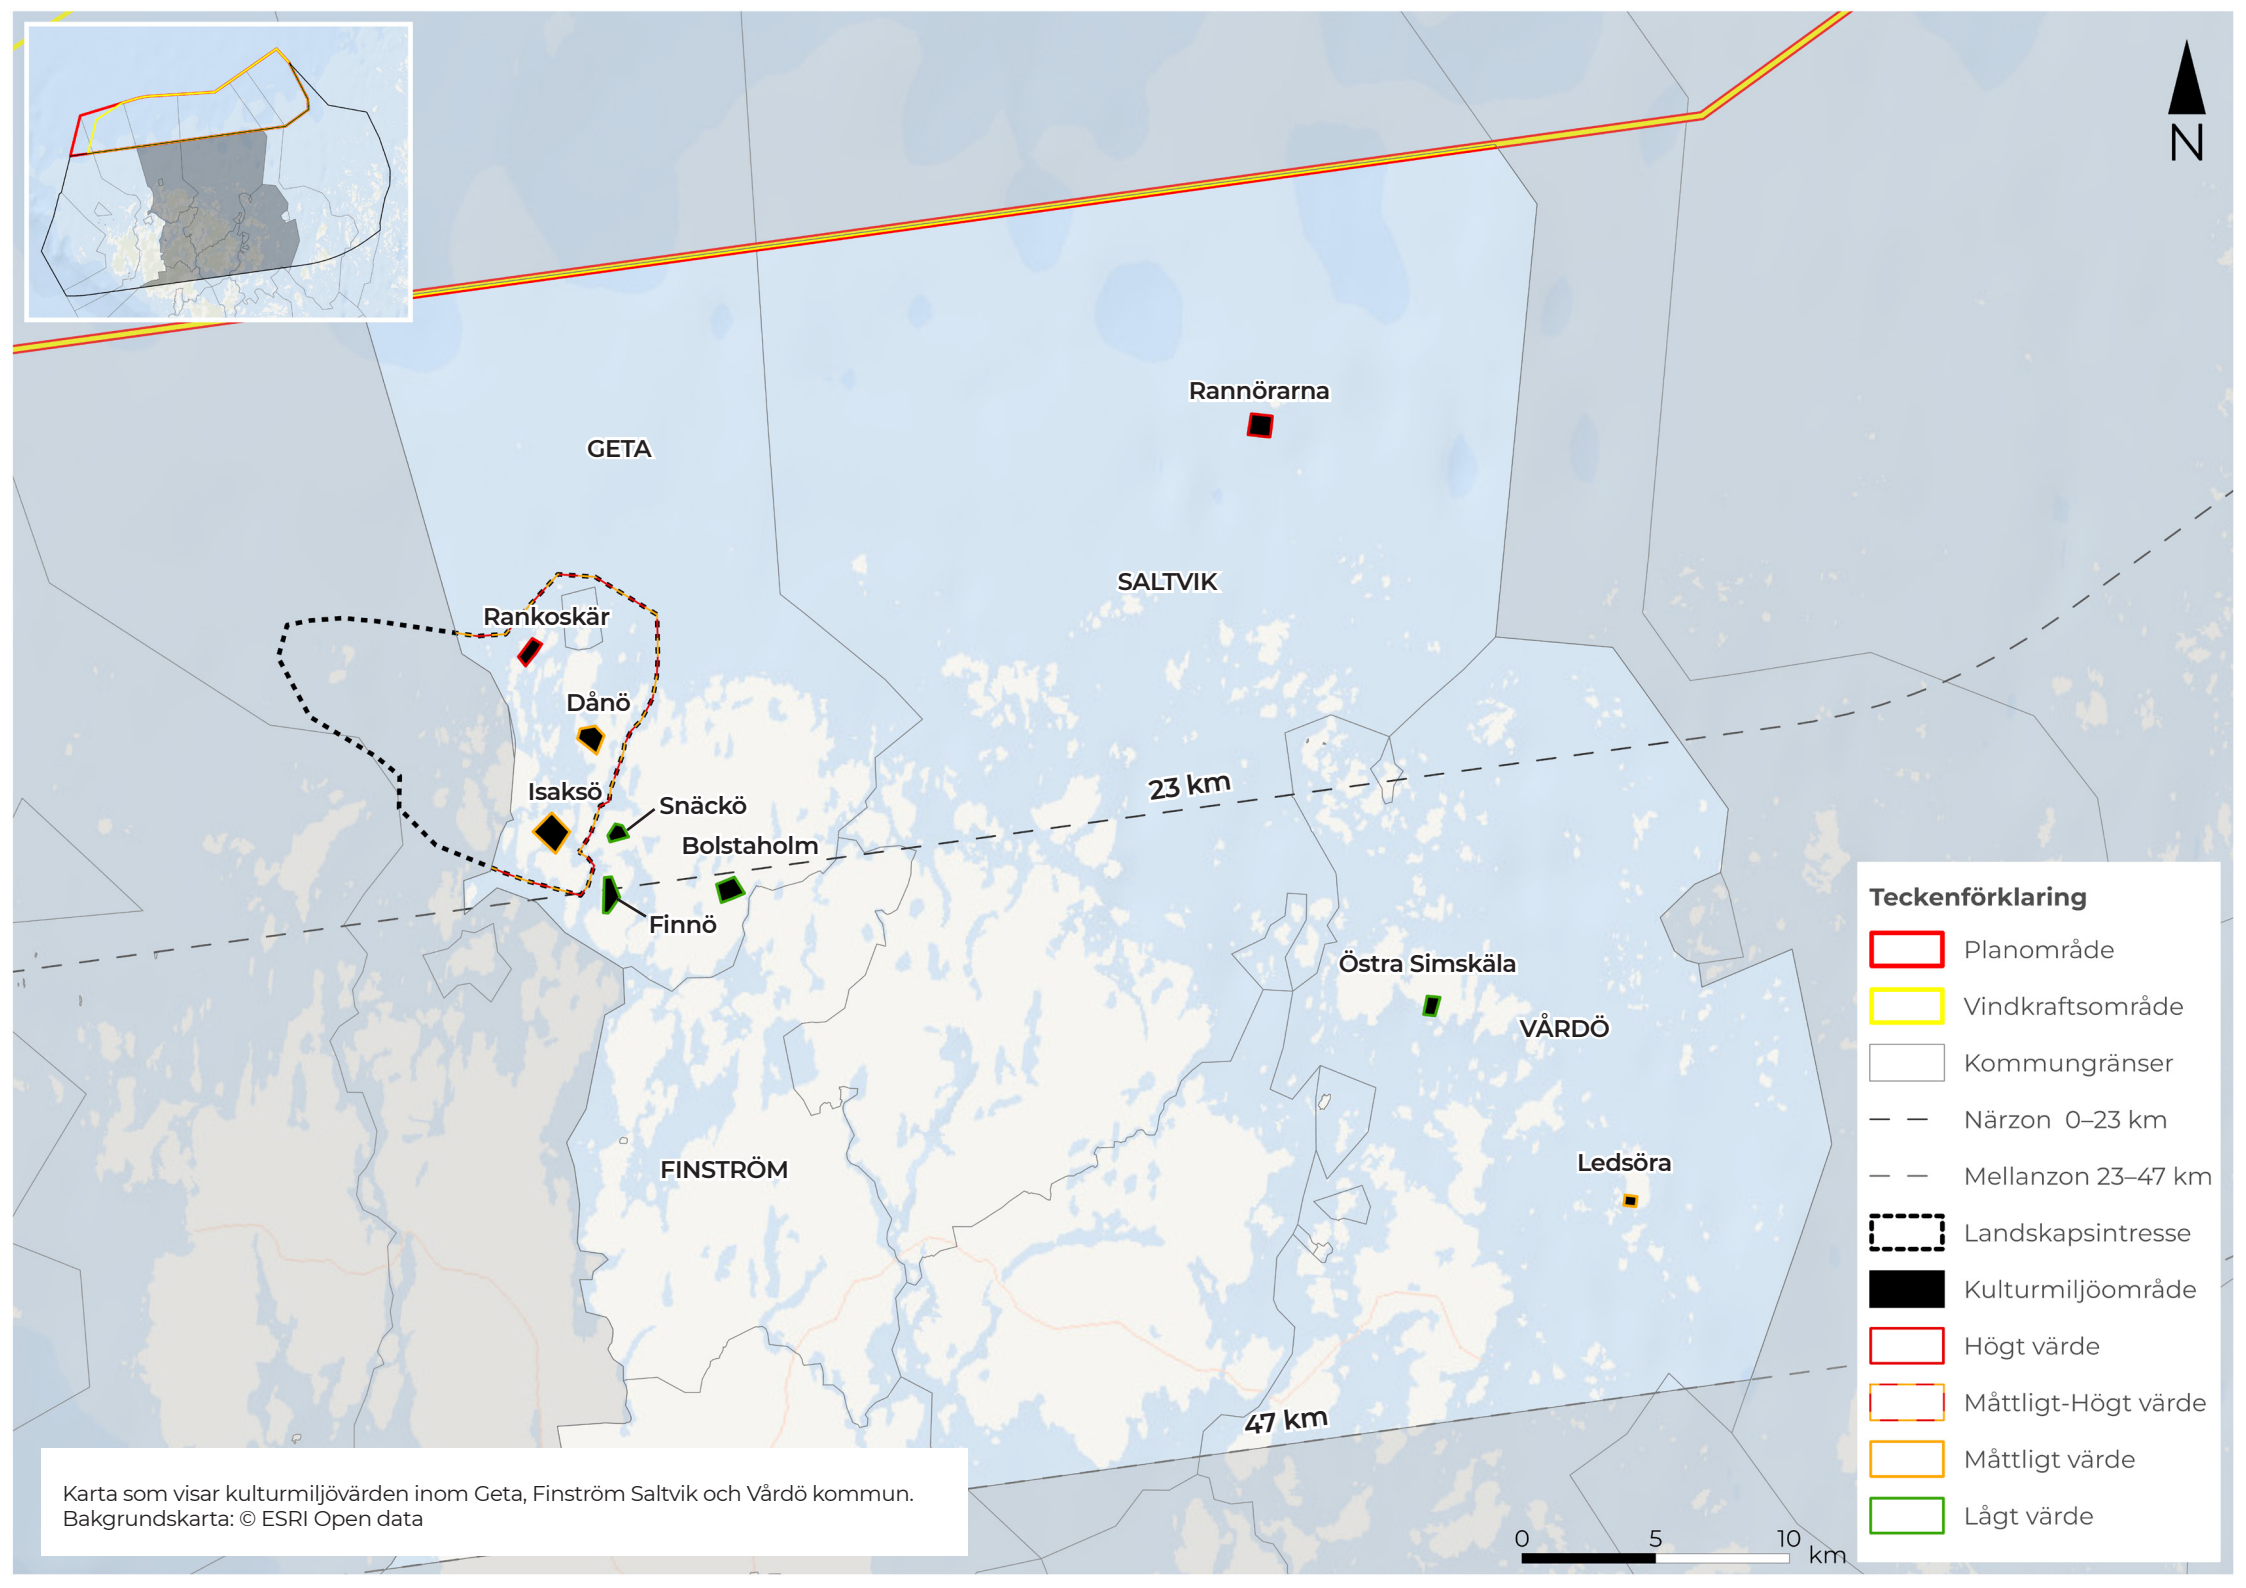 N
Rannörarna
GETA
SALTVIK
Rankoskär
Dånö
Isaksö
Snäckö
Bolstaholm
23 km
Finnö
Östra Simskäla
VÅRDÖ
FINSTRÖM
Ledsöra
47 km
Teckenförklaring
Planområde
Vindkraftsområde
Kommungränser
Närzon 0–23 km
Mellanzon 23–47 km
Landskapsintresse
Kulturmiljöområde
Högt värde
Måttligt-Högt värde
Måttligt värde
Lågt värde
Karta som visar kulturmiljövärden inom Geta, Finström Saltvik och Vårdö kommun.
Bakgrundskarta: © ESRI Open data
0 5 10 km